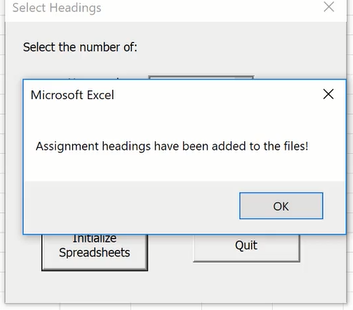 Select Headings
Select the number of:
Microsoft Excel
Assignment headings have been added to the files!
OK
Initialize
Spreadsheets
Quit